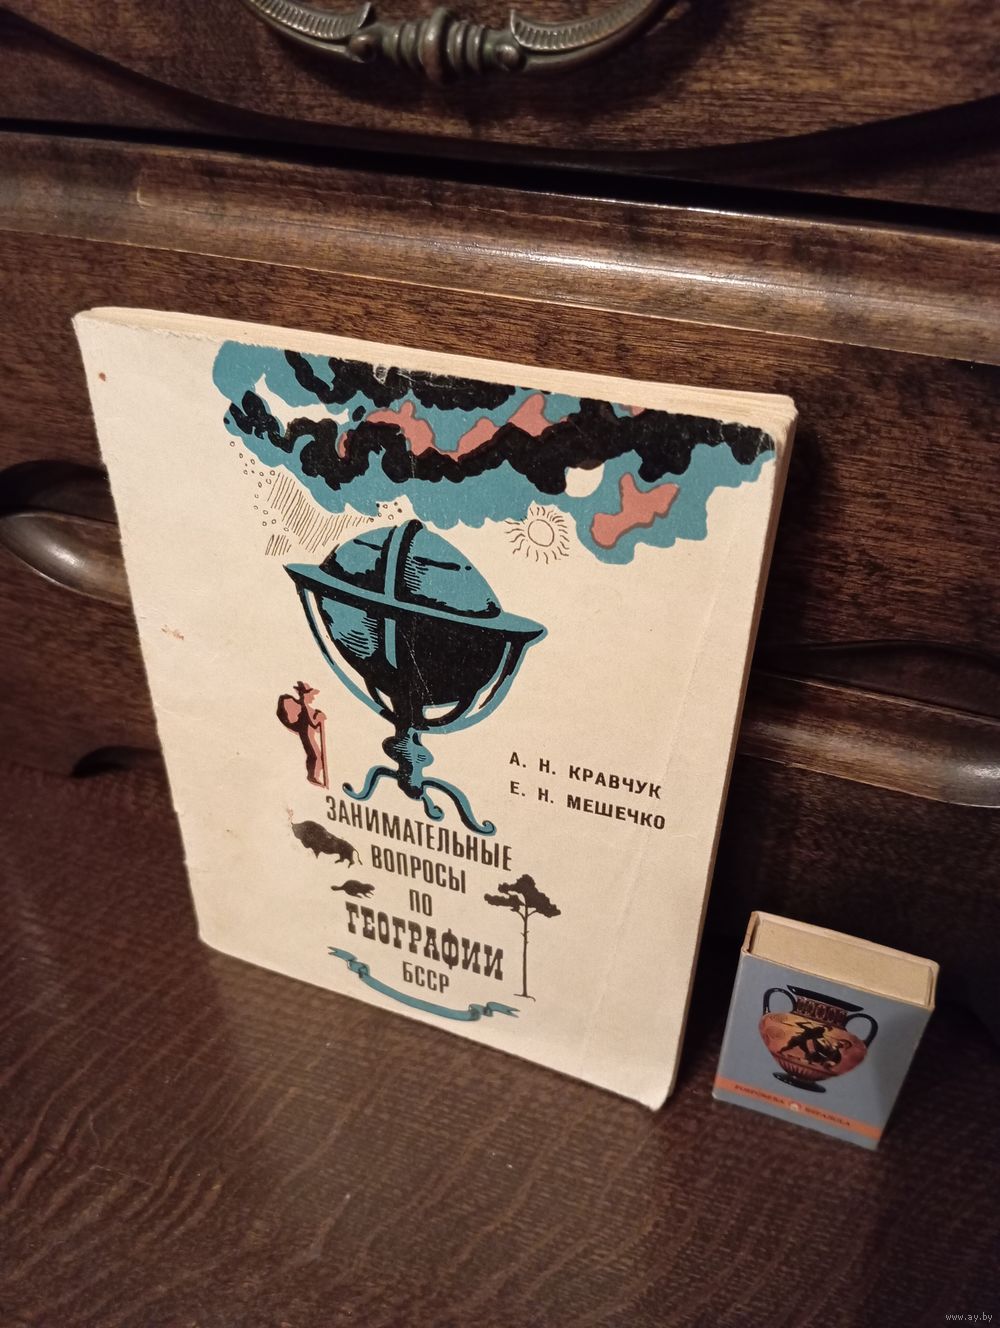 А. Н. КРАВЧУК
Е. Н. МЕШЕЧКО
ЗАНИМАТЕЛЬНЫЕ
ВОПРОСЫ
ПО
ГЕОГРАФИИ
БССР
www.ay.by